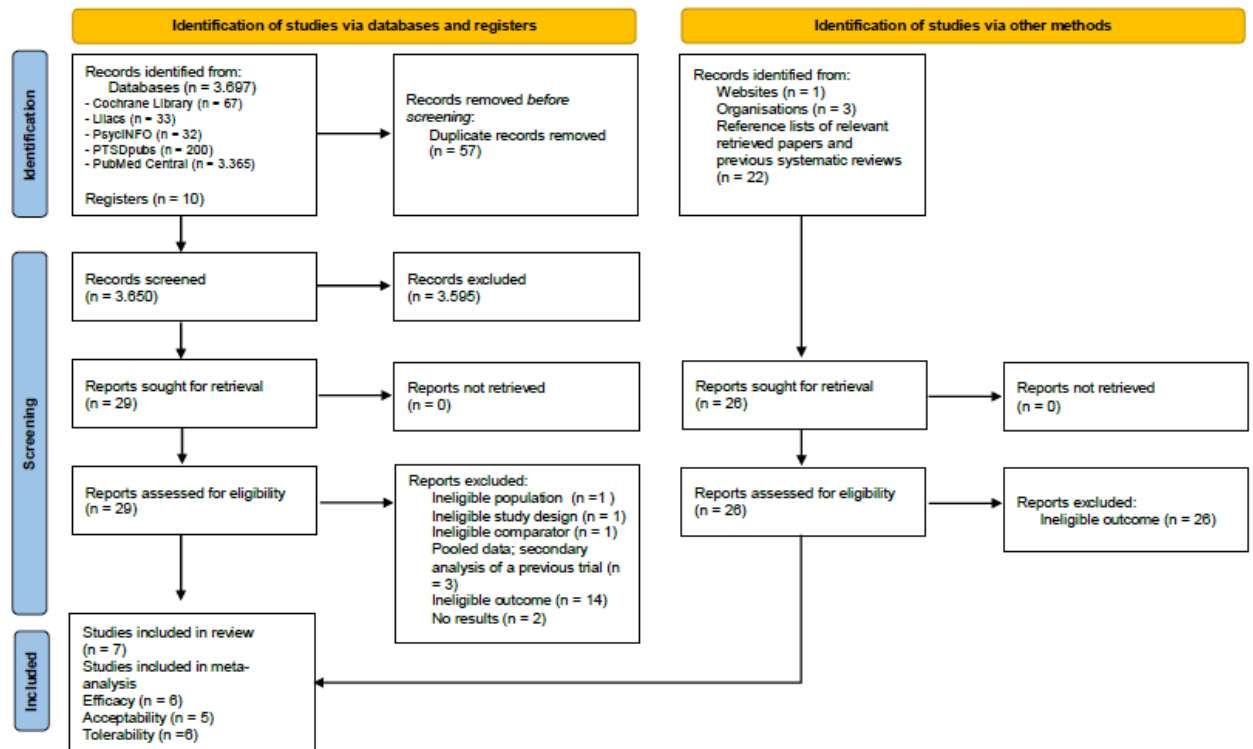 Identification of studies via databases and registers
Identification of studies via other methods
Identification
Records identified from:
Databases (n = 3.697)
- Cochrane Library (n = 67)
- Lilacs (n = 33)
- PsycINFO (n = 32)
- PTSDpubs (n = 200)
- PubMed Central (n = 3.365)
Registers (n = 10)
Records removed before
screening:
Duplicate records removed
(n = 57)
Records identified from:
Websites (n = 1)
Organisations (n = 3)
Reference lists of relevant
retrieved papers and
previous systematic reviews
(n = 22)
Screening
Records screened
(n = 3.650)
Records excluded
(n = 3.595)
Reports sought for retrieval
(n = 29)
Reports not retrieved
(n = 0)
Reports sought for retrieval
(n = 26)
Reports not retrieved
(n = 0)
Reports assessed for eligibility
(n = 29)
Reports excluded:
Ineligible population (n =1 )
Ineligible study design (n = 1)
Ineligible comparator (n = 1)
Pooled data; secondary
analysis of a previous trial (n
= 3)
Ineligible outcome (n = 14)
No results (n = 2)
Reports assessed for eligibility
(n = 26)
Reports excluded:
Ineligible outcome (n = 26)
Included
Studies included in review
(n = 7)
Studies included in meta-
analysis
Efficacy (n = 6)
Acceptability (n = 5)
Tolerability (n =6)